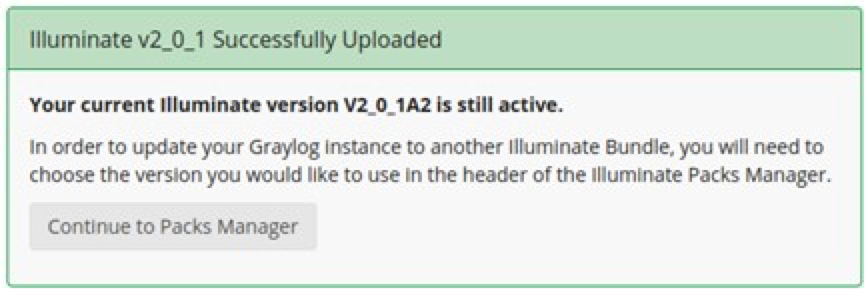 Illuminate v2_0_1 Successfully Uploaded
Your current Illuminate version V2_0_1A2 is still active.
In order to update your Graylog instance to another Illuminate Bundle, you will need to
choose the version you would like to use in the header of the Illuminate Packs Manager.
Continue to Packs Manager